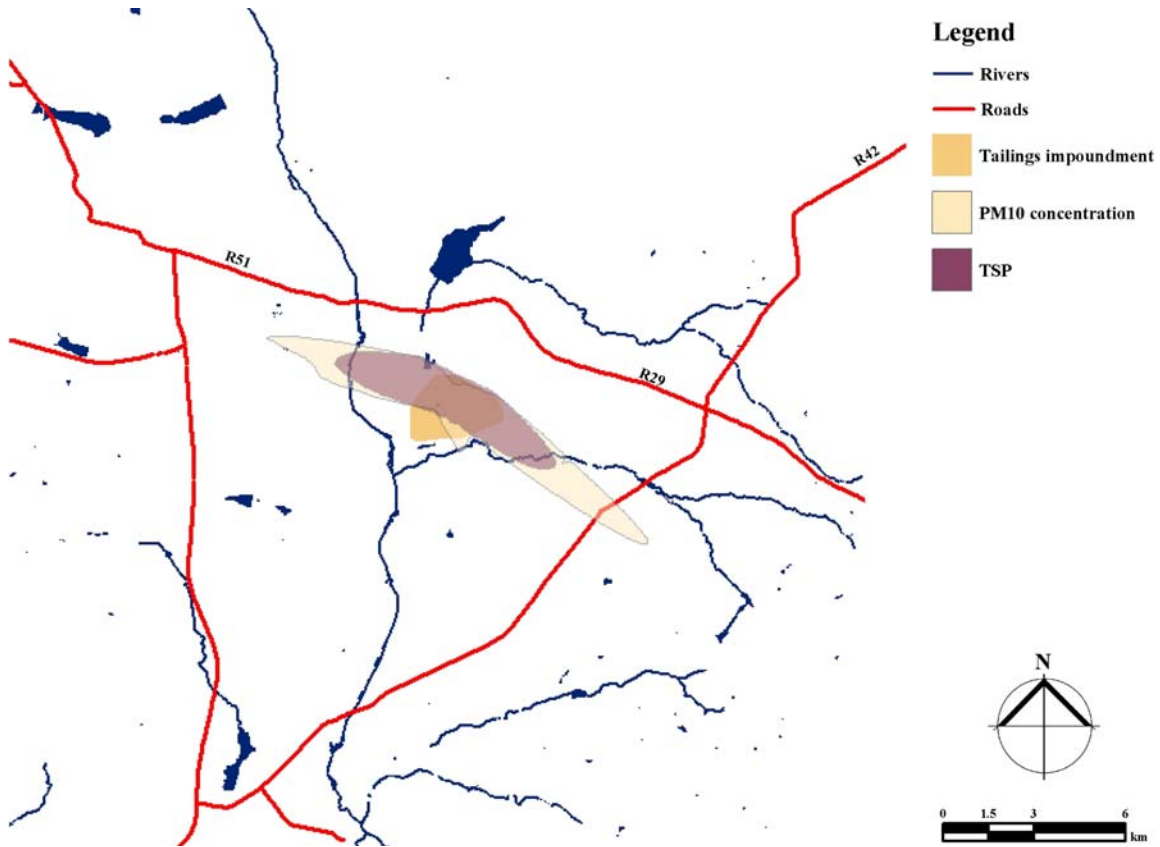 Legend
Rivers
Roads
Tailings impoundment
PM10 concentration
TSP
R42
R51
R29
N
0 1.5 3 6
km